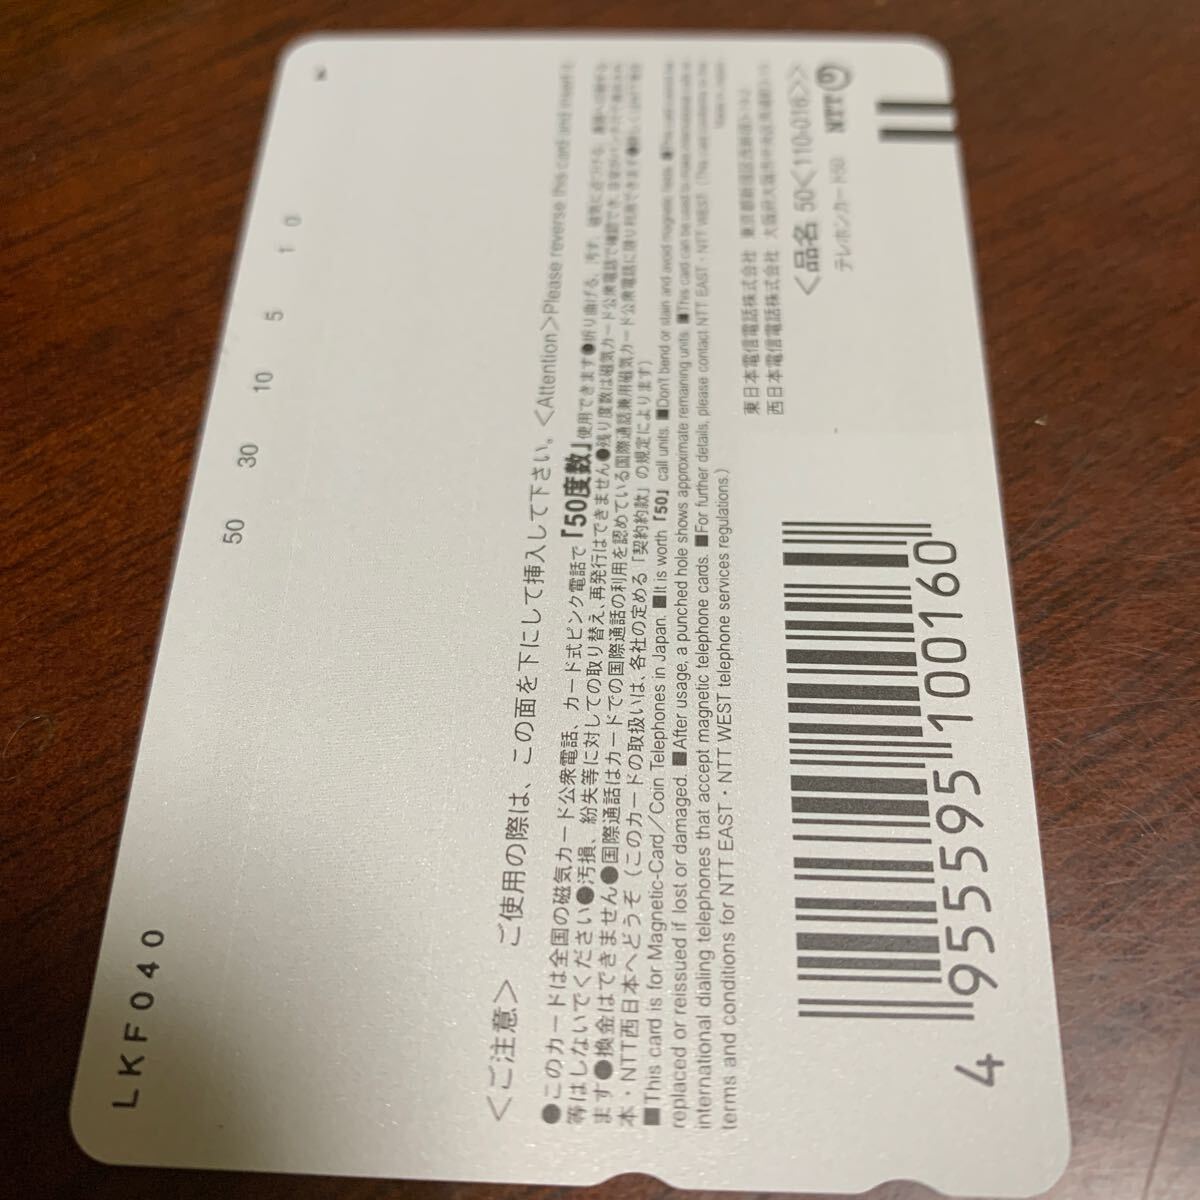 LKF040
50 30 10 5 1 0
<ご注意> ご使用の際は、この面を下にして挿入して下さい。<Attention>Please reverse this card and insert it.
●このカードは全国の磁気カード公衆電話、カード式ピンク電話で「50度数」使用できます●折り曲げる、汚す、磁気に近づける、
等はしないでください●汚損、紛失等に対しての取り替え、再発行はできません●残り度数は磁気カード公衆電話で確認でき
ます●換金はできません●国際通話はカードでの国際通話の利用を認めている国際通話兼用磁気カード公衆電話に限り利用できます●
本・NTT西日本へどうぞ(このカードの取扱いは、各社の定める「契約約款」の規定によります)
■This card is for Magnetic-Card/Coin Telephones in Japan. ■It is worth「50」call units. ■Don't bend or stain and avoid magnetic fields. ■This card cannot be
replaced or reissued if lost or damaged. ■After usage, a punched hole shows approximate remaining units. ■This card can be used to make international calls on
international dialing telephones that accept magnetic telephone cards. ■For further details, please contact NTT EAST・NTT WEST (This card conforms to the
terms and conditions for NTT EAST・NTT WEST telephone services regulations.)
東日本電信電話株式会社
西日本電信電話株式会社
<品名 50<110-016>>
テレホンカード50 NTT
4 955595 100160